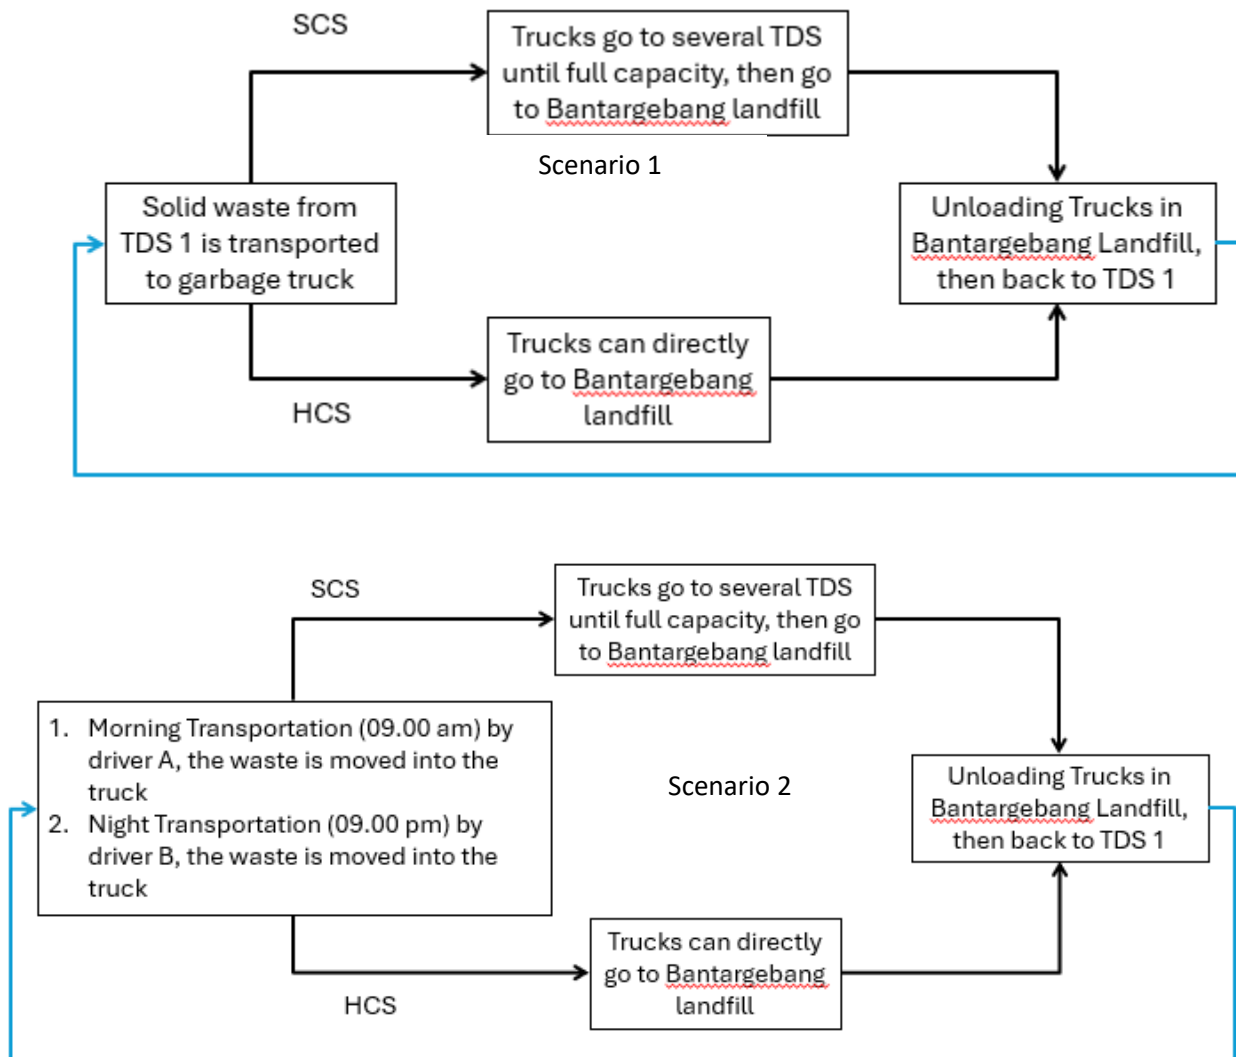 SCS
Trucks go to several TDS
until full capacity, then go
to Bantargebang landfill
Scenario 1
Solid waste from
TDS 1 is transported
to garbage truck
Unloading Trucks in
Bantargebang Landfill,
then back to TDS 1
Trucks can directly
go to Bantargebang
landfill
HCS
SCS
Trucks go to several TDS
until full capacity, then go
to Bantargebang landfill
1. Morning Transportation (09.00 am) by
driver A, the waste is moved into the
truck
2. Night Transportation (09.00 pm) by
driver B, the waste is moved into the
truck
Scenario 2
Unloading Trucks in
Bantargebang Landfill,
then back to TDS 1
Trucks can directly
go to Bantargebang
landfill
HCS